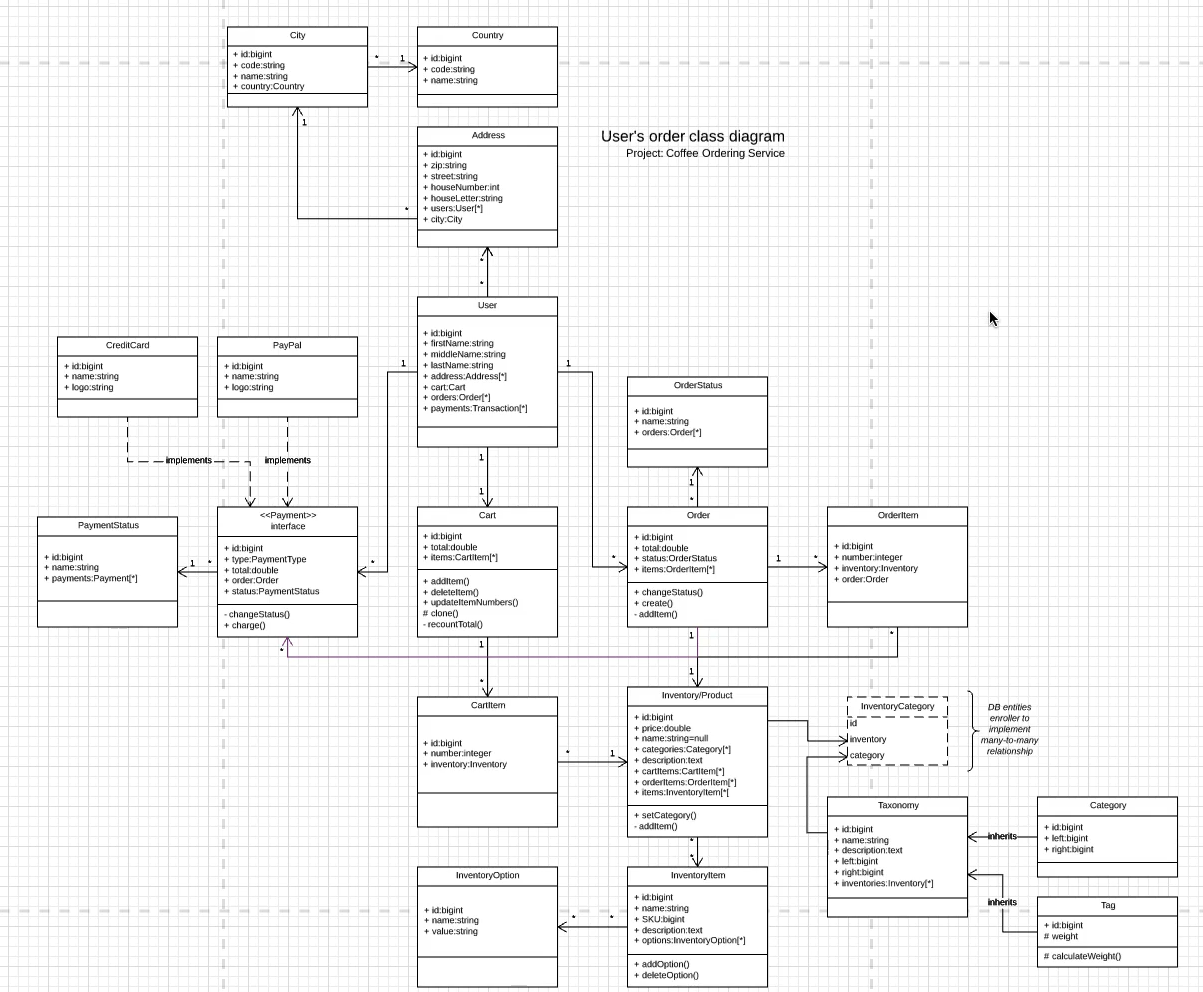 City
+ id:bigint
+ code:string
+ name:string
+ country:Country
* 1
Country
+ id:bigint
+ code:string
+ name:string
1
User's order class diagram
Project: Coffee Ordering Service
Address
+ id:bigint
+ zip:string
+ street:string
+ houseNumber:int
+ houseLetter:string
+ users:User[*]
+ city:City
*
*
*
User
+ id:bigint
+ firstName:string
+ middleName:string
+ lastName:string
+ address:Address[*]
+ cart:Cart
+ orders:Order[*]
+ payments:Transaction[*]
1
1
CreditCard
+ id:bigint
+ name:string
+ logo:string
PayPal
+ id:bigint
+ name:string
+ logo:string
implements
implements
OrderStatus
+ id:bigint
+ name:string
+ orders:Order[*]
1
*
1
1
PaymentStatus
+ id:bigint
+ name:string
+ payments:Payment[*]
1 *
<<Payment>>
interface
+ id:bigint
+ type:PaymentType
+ total:double
+ order:Order
+ status:PaymentStatus
- changeStatus()
+ charge()
*
*
Cart
+ id:bigint
+ total:double
+ items:CartItem[*]
+ addItem()
+ deleteItem()
+ updateItemNumbers()
# clone()
- recountTotal()
*
Order
+ id:bigint
+ total:double
+ status:OrderStatus
+ items:OrderItem[*]
+ changeStatus()
+ create()
- addItem()
1 *
OrderItem
+ id:bigint
+ number:integer
+ inventory:Inventory
+ order:Order
*
1
*
1
1
CartItem
+ id:bigint
+ number:integer
+ inventory:Inventory
* 1
Inventory/Product
+ id:bigint
+ price:double
+ name:string=null
+ categories:Category[*]
+ description:text
+ cartItems:CartItem[*]
+ orderItems:OrderItem[*]
+ items:InventoryItem[*[
+ setCategory()
- addItem()
*
*
InventoryCategory
id
inventory
category
DB entities
enroller to
implement
many-to-many
relationship
Taxonomy
+ id:bigint
+ name:string
+ description:text
+ left:bigint
+ right:bigint
+ inventories:Inventory[*]
inherits
inherits
Category
+ id:bigint
+ left:bigint
+ right:bigint
Tag
+ id:bigint
# weight
# calculateWeight()
InventoryOption
+ id:bigint
+ name:string
+ value:string
* *
InventoryItem
+ id:bigint
+ name:string
+ SKU:bigint
+ description:text
+ options:InventoryOption[*]
+ addOption()
+ deleteOption()